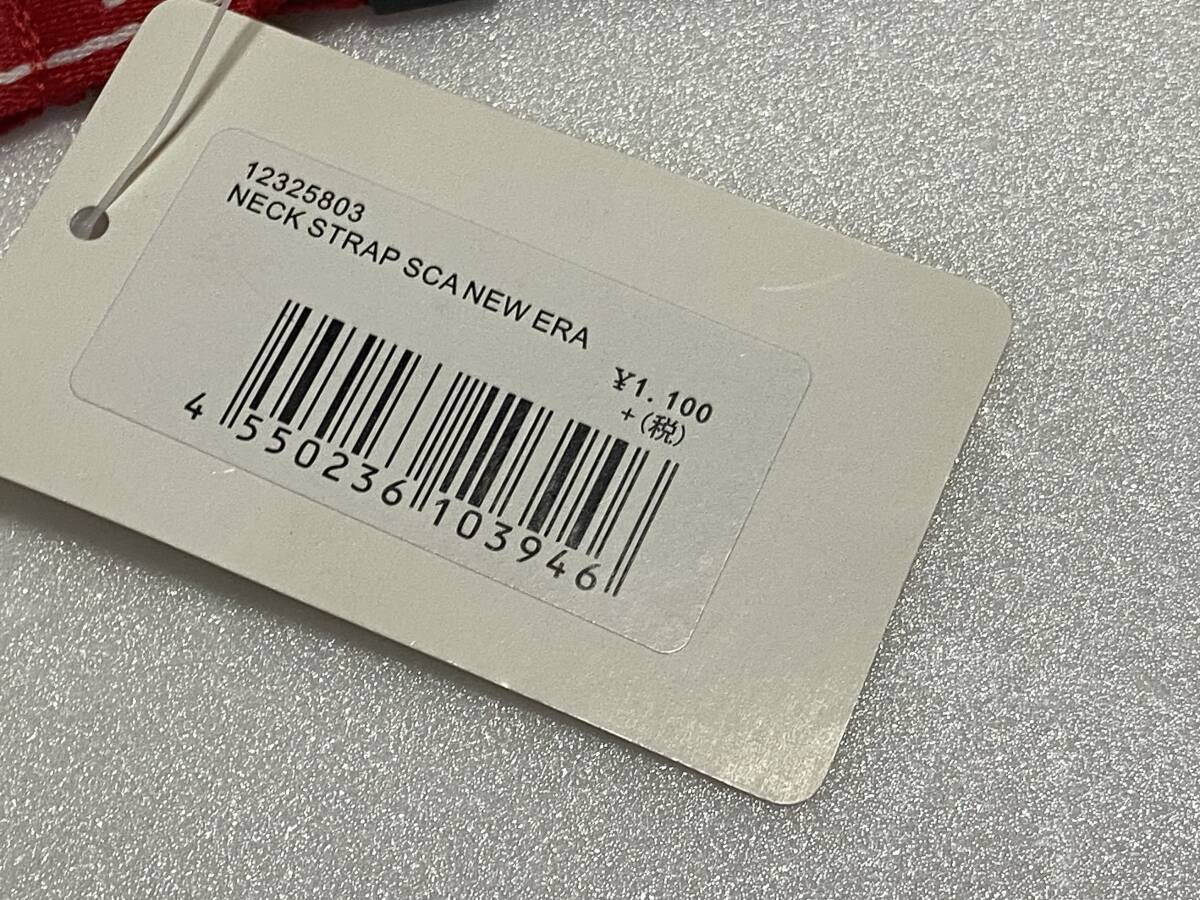 12325803
NECK STRAP SCA NEW ERA
¥1.100
+(税)
4 550236 103946